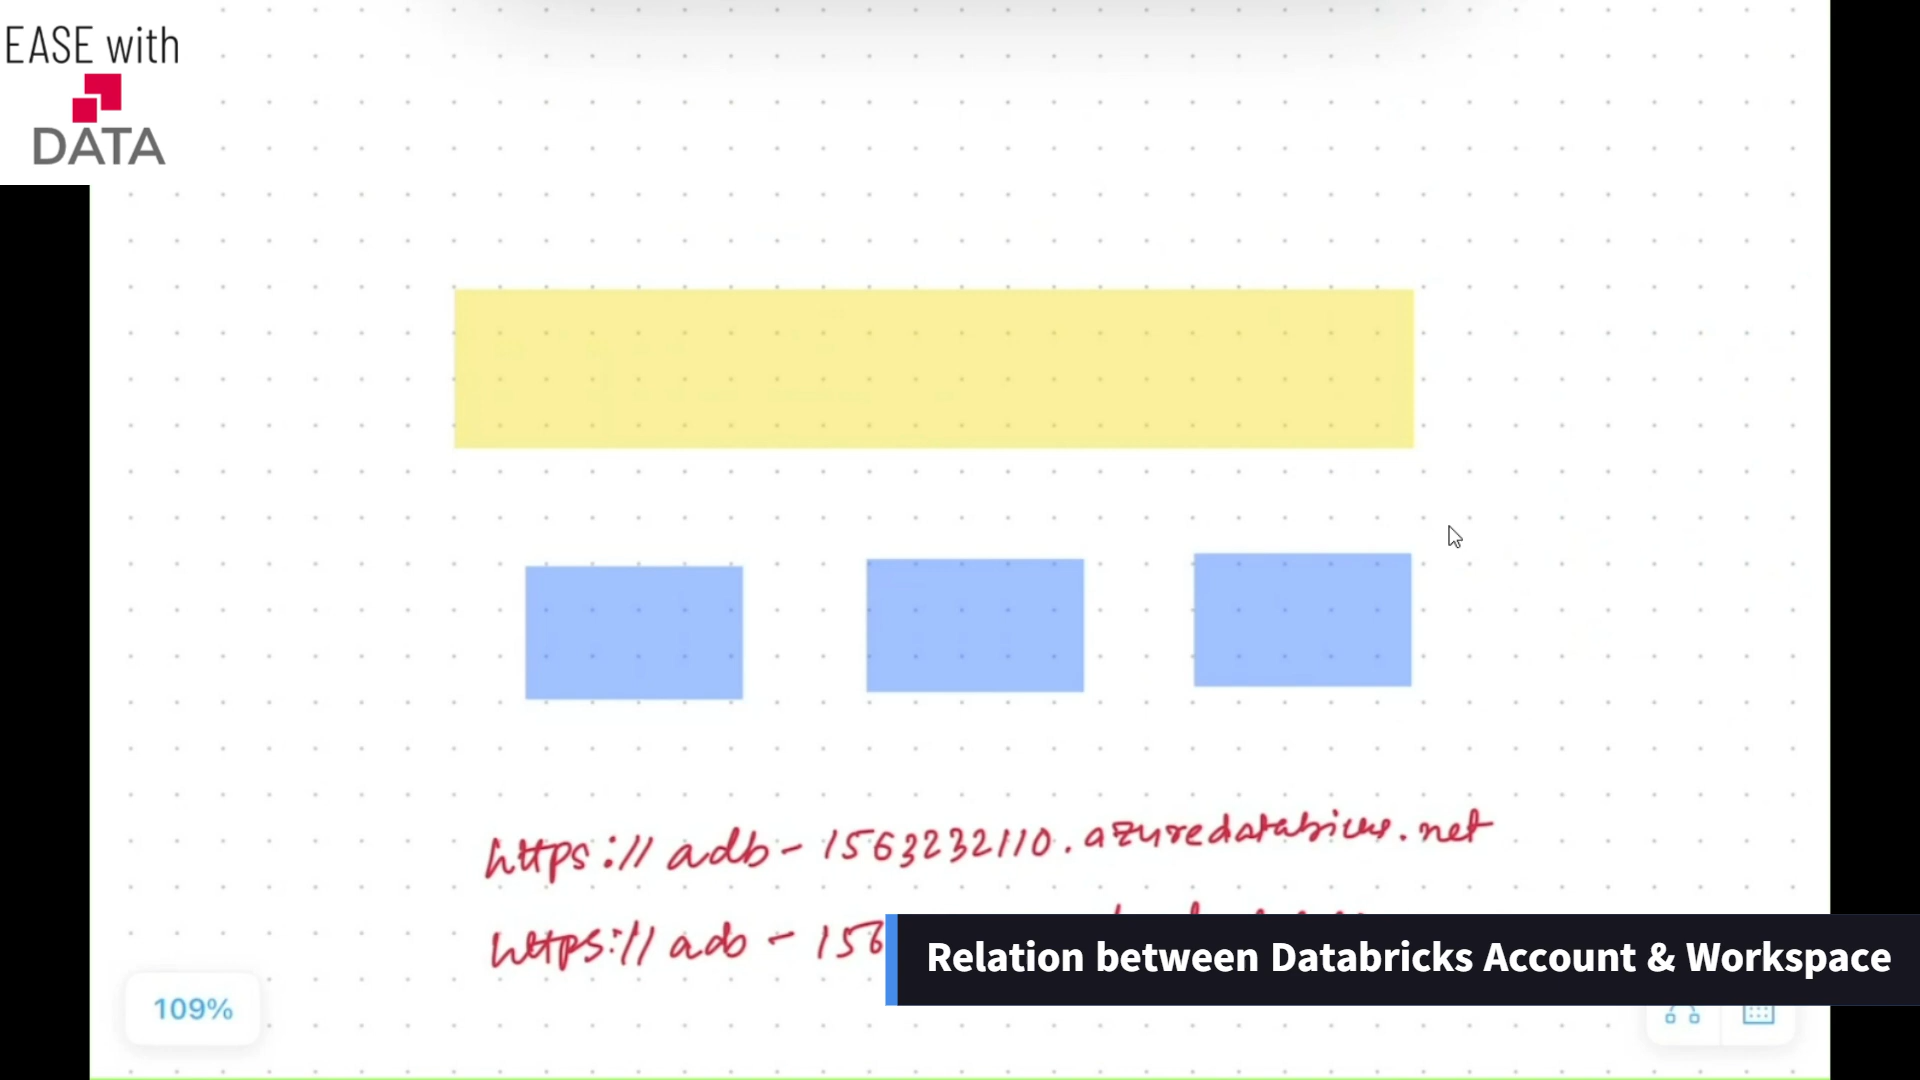 EASE with
DATA
https://adb-1563232110.azuredatabricks.net
https://adb-156
Relation between Databricks Account & Workspace
109%